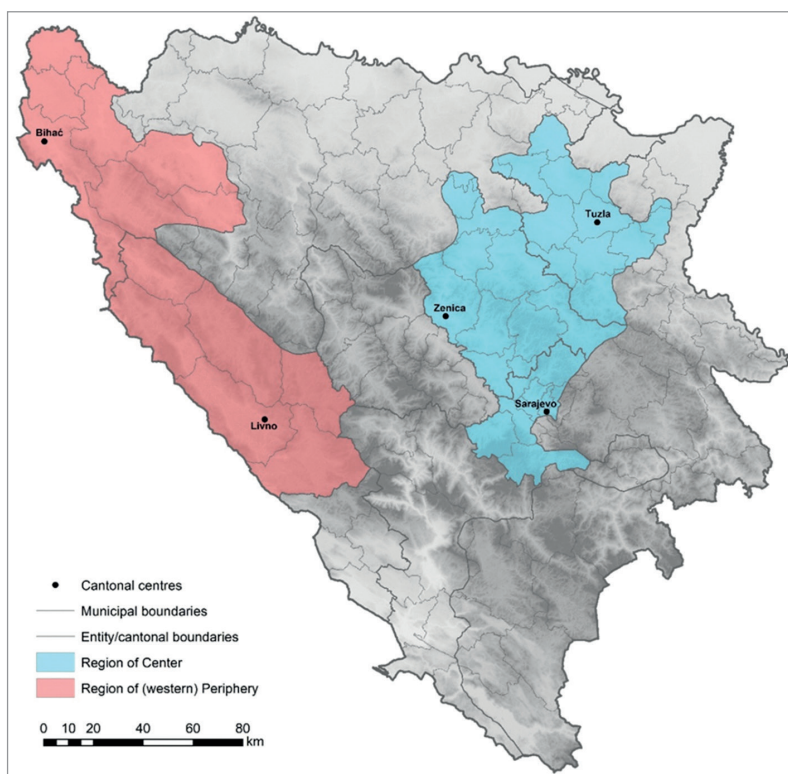 Bihać
Tuzla
Zenica
Sarajevo
Livno
Cantonal centres
Municipal boundaries
Entity/cantonal boundaries
Region of Center
Region of (western) Periphery
0 10 20 40 60 80
km